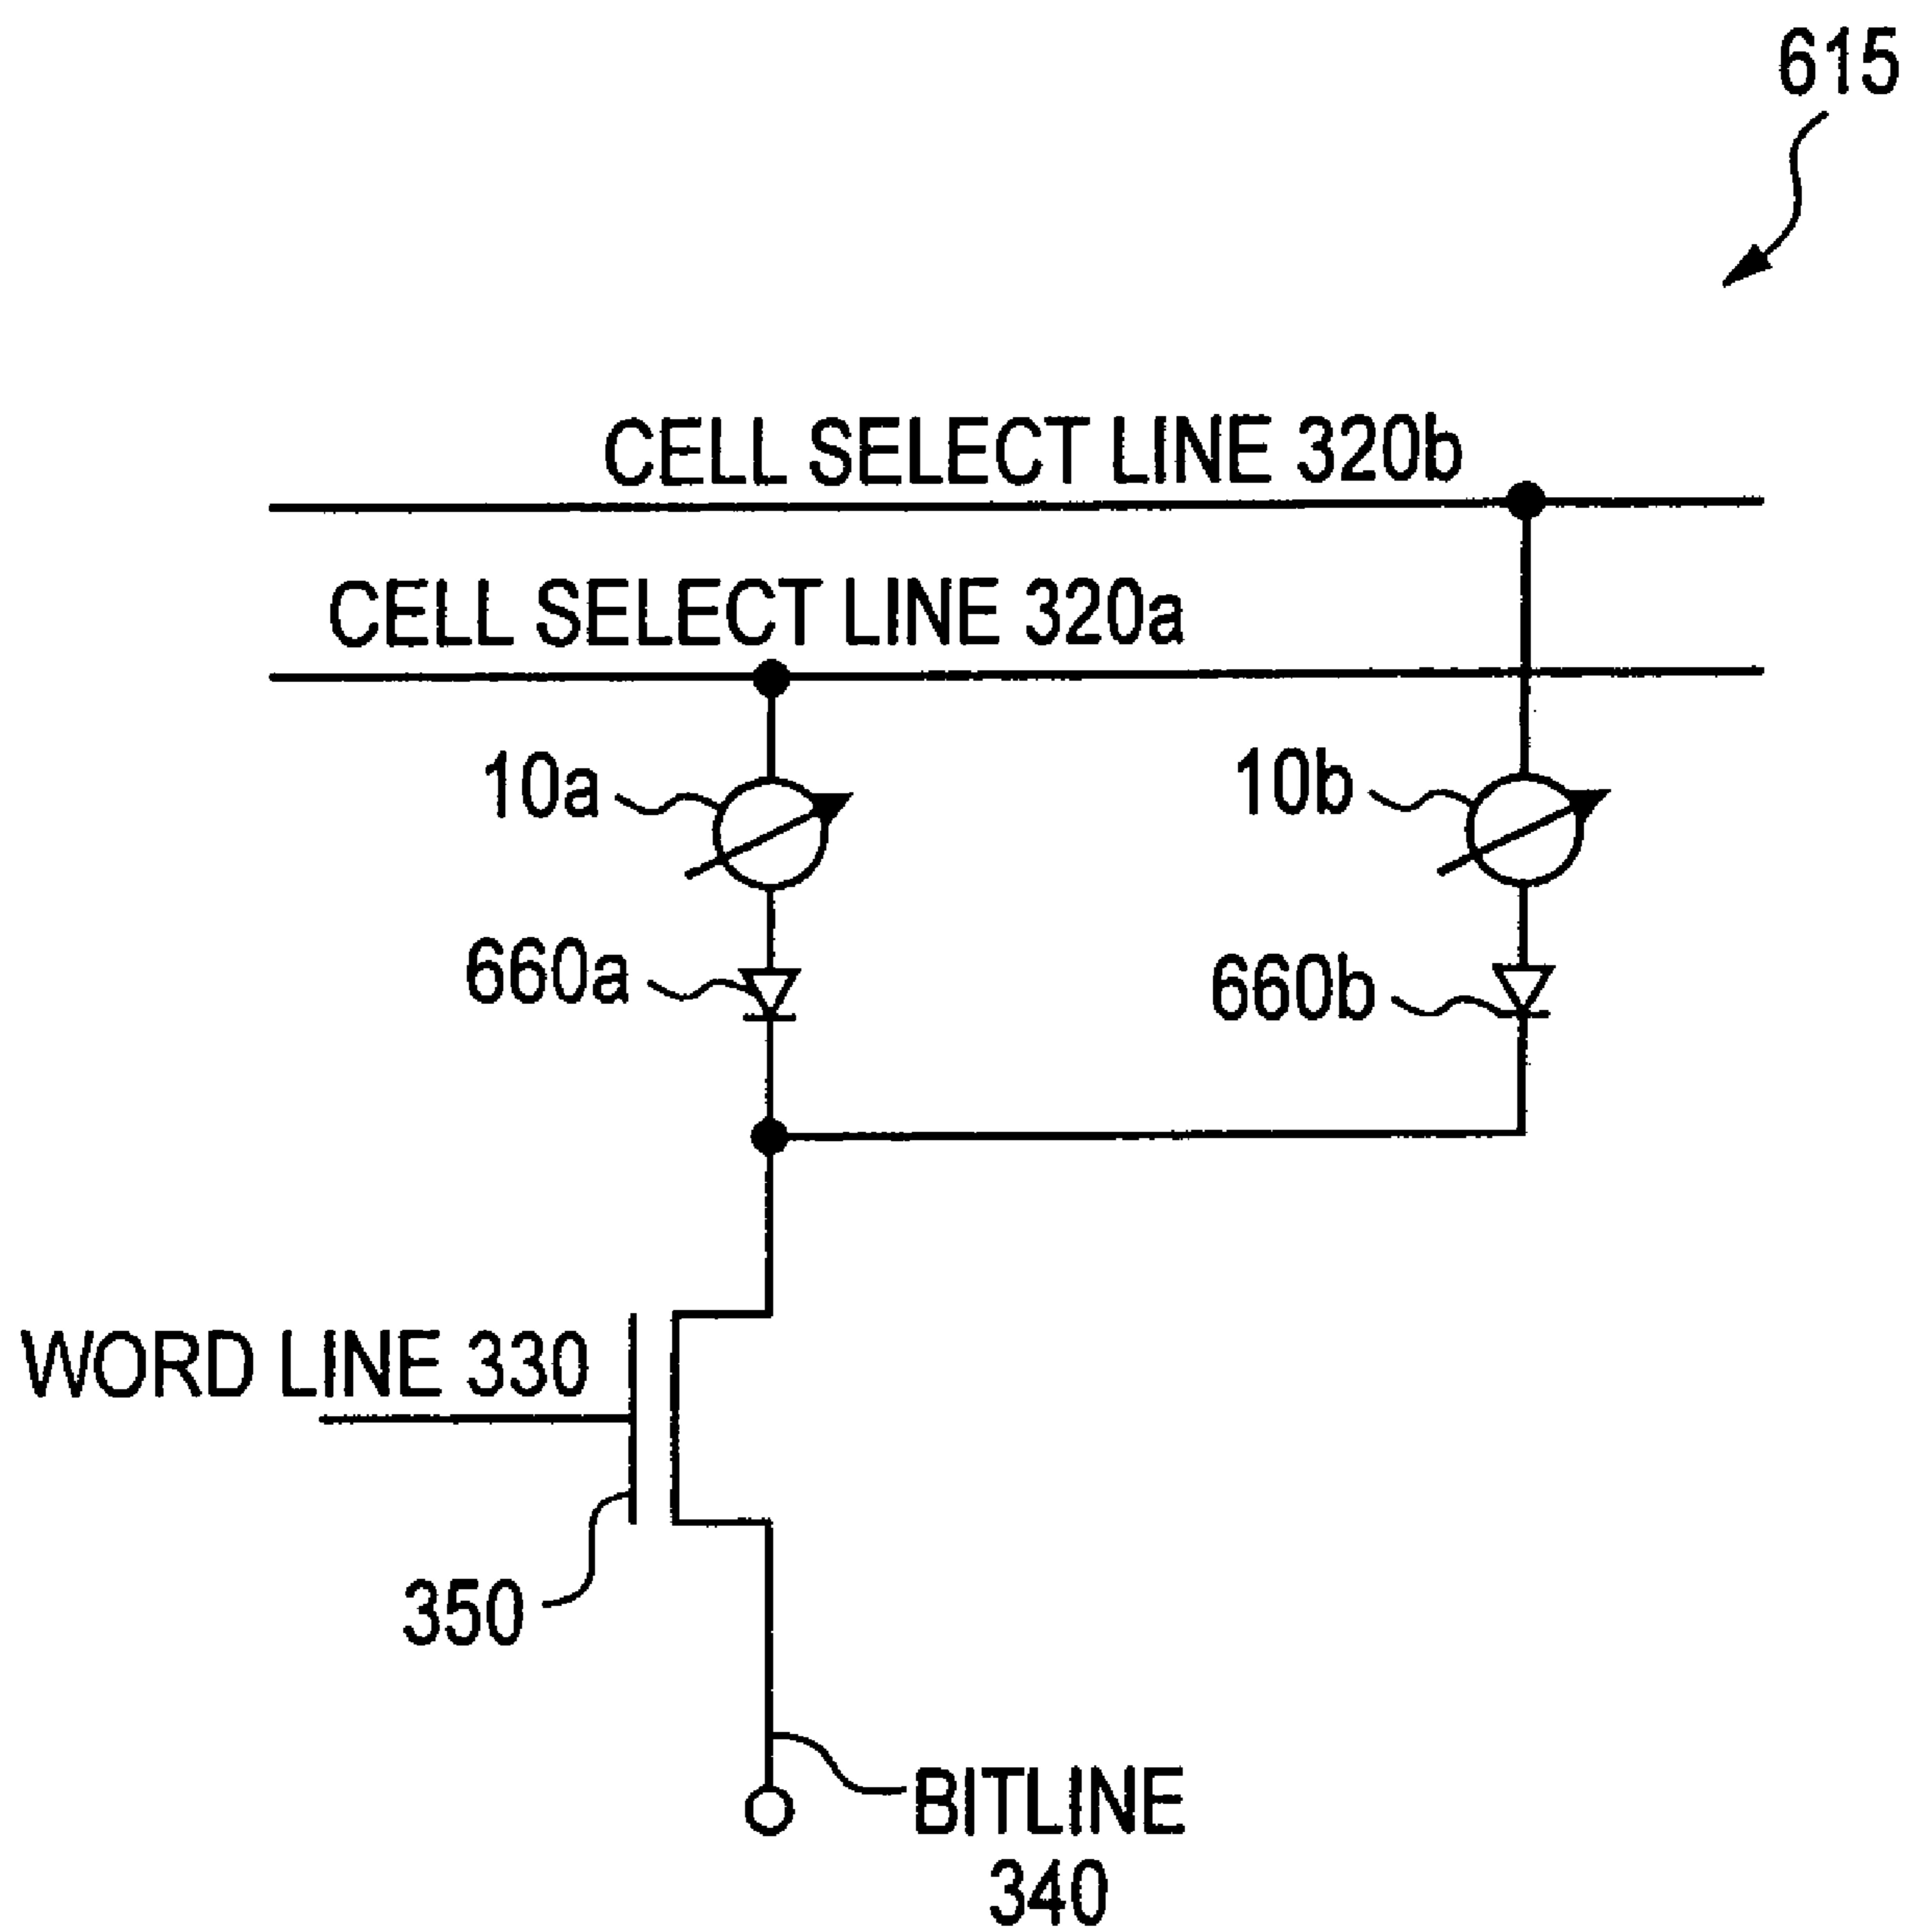 615
CELL SELECT LINE 320b
CELL SELECT LINE 320a
10a
10b
660a
660b
WORD LINE 330
350
BITLINE
340